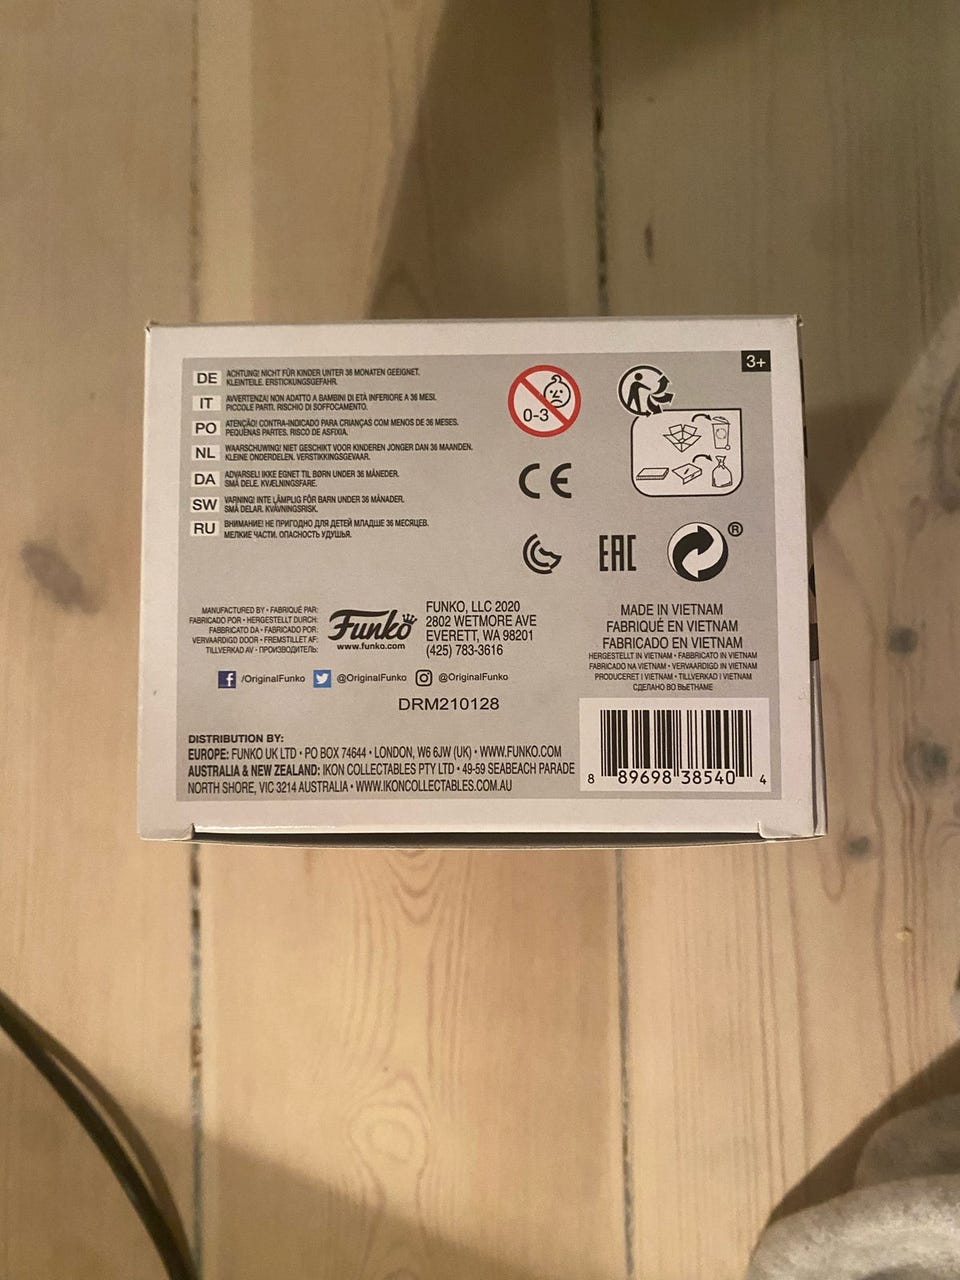 3+
DE ACHTUNG! NICHT FÜR KINDER UNTER 36 MONATEN GEEIGNET.
KLEINTEILE. ERSTICKUNGSGEFAHR.
IT AVVERTENZA! NON ADATTO A BAMBINI DI ETÀ INFERIORE A 36 MESI.
PICCOLE PARTI. RISCHIO DI SOFFOCAMENTO.
PO ATENÇÃO! CONTRA-INDICADO PARA CRIANÇAS COM MENOS DE 36 MESES.
PEQUENAS PARTES. RISCO DE ASFIXIA.
NL WAARSCHUWING! NIET GESCHIKT VOOR KINDEREN JONGER DAN 36 MAANDEN.
KLEINE ONDERDELEN. VERSTIKKINGSGEVAAR.
DA ADVARSEL! IKKE EGNET TIL BØRN UNDER 36 MÅNEDER.
SMÅ DELE. KVÆLNINGSFARE.
SW VARNING! INTE LÄMPLIG FÖR BARN UNDER 36 MÅNADER.
SMÅ DELAR. KVÄVNINGSRISK.
RU ВНИМАНИЕ! НЕ ПРИГОДНО ДЛЯ ДЕТЕЙ МЛАДШЕ 36 МЕСЯЦЕВ.
МЕЛКИЕ ЧАСТИ. ОПАСНОСТЬ УДУШЬЯ.
0-3
CE
EAC
®
MANUFACTURED BY • FABRIQUÉ PAR:
FABRICADO POR • HERGESTELLT DURCH:
FABBRICATO DA • FABRICADO POR:
VERVAARDIGD DOOR • FREMSTILLET AF:
TILLVERKAD AV • ПРОИЗВОДИТЕЛЬ:
Funko
www.funko.com
FUNKO, LLC 2020
2802 WETMORE AVE
EVERETT, WA 98201
(425) 783-3616
MADE IN VIETNAM
FABRIQUÉ EN VIETNAM
FABRICADO EN VIETNAM
HERGESTELLT IN VIETNAM • FABBRICATO IN VIETNAM
FABRICADO NA VIETNAM • VERVAARDIGD IN VIETNAM
PRODUCERET I VIETNAM • TILLVERKAD I VIETNAM
СДЕЛАНО ВО ВЬЕТНАМЕ
f /OriginalFunko @OriginalFunko @OriginalFunko
DRM210128
DISTRIBUTION BY:
EUROPE: FUNKO UK LTD • PO BOX 74644 • LONDON, W6 6JW (UK) • WWW.FUNKO.COM
AUSTRALIA & NEW ZEALAND: IKON COLLECTABLES PTY LTD • 49-59 SEABEACH PARADE
NORTH SHORE, VIC 3214 AUSTRALIA • WWW.IKONCOLLECTABLES.COM.AU
8 89698 38540 4